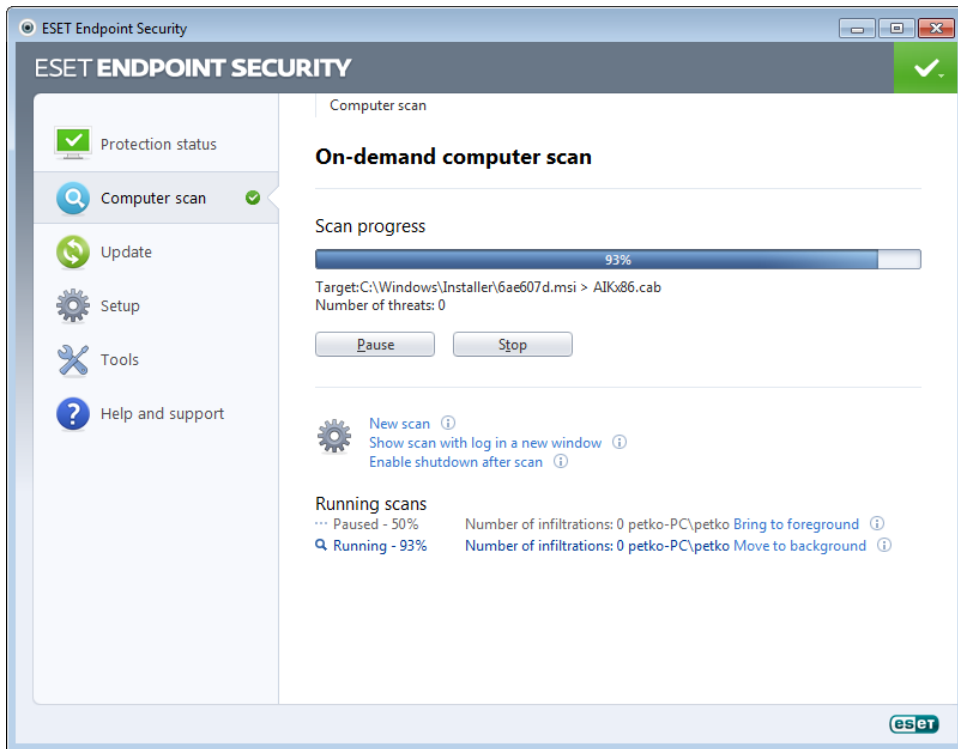 ESET Endpoint Security
ESET ENDPOINT SECURITY
Computer scan
Protection status
Computer scan
Update
Setup
Tools
Help and support
On-demand computer scan
Scan progress
93%
Target:C:\Windows\Installer\6ae607d.msi > AIKx86.cab
Number of threats: 0
Pause
Stop
New scan
Show scan with log in a new window
Enable shutdown after scan
Running scans
Paused - 50% Number of infiltrations: 0 petko-PC\petko Bring to foreground
Running - 93% Number of infiltrations: 0 petko-PC\petko Move to background
eset